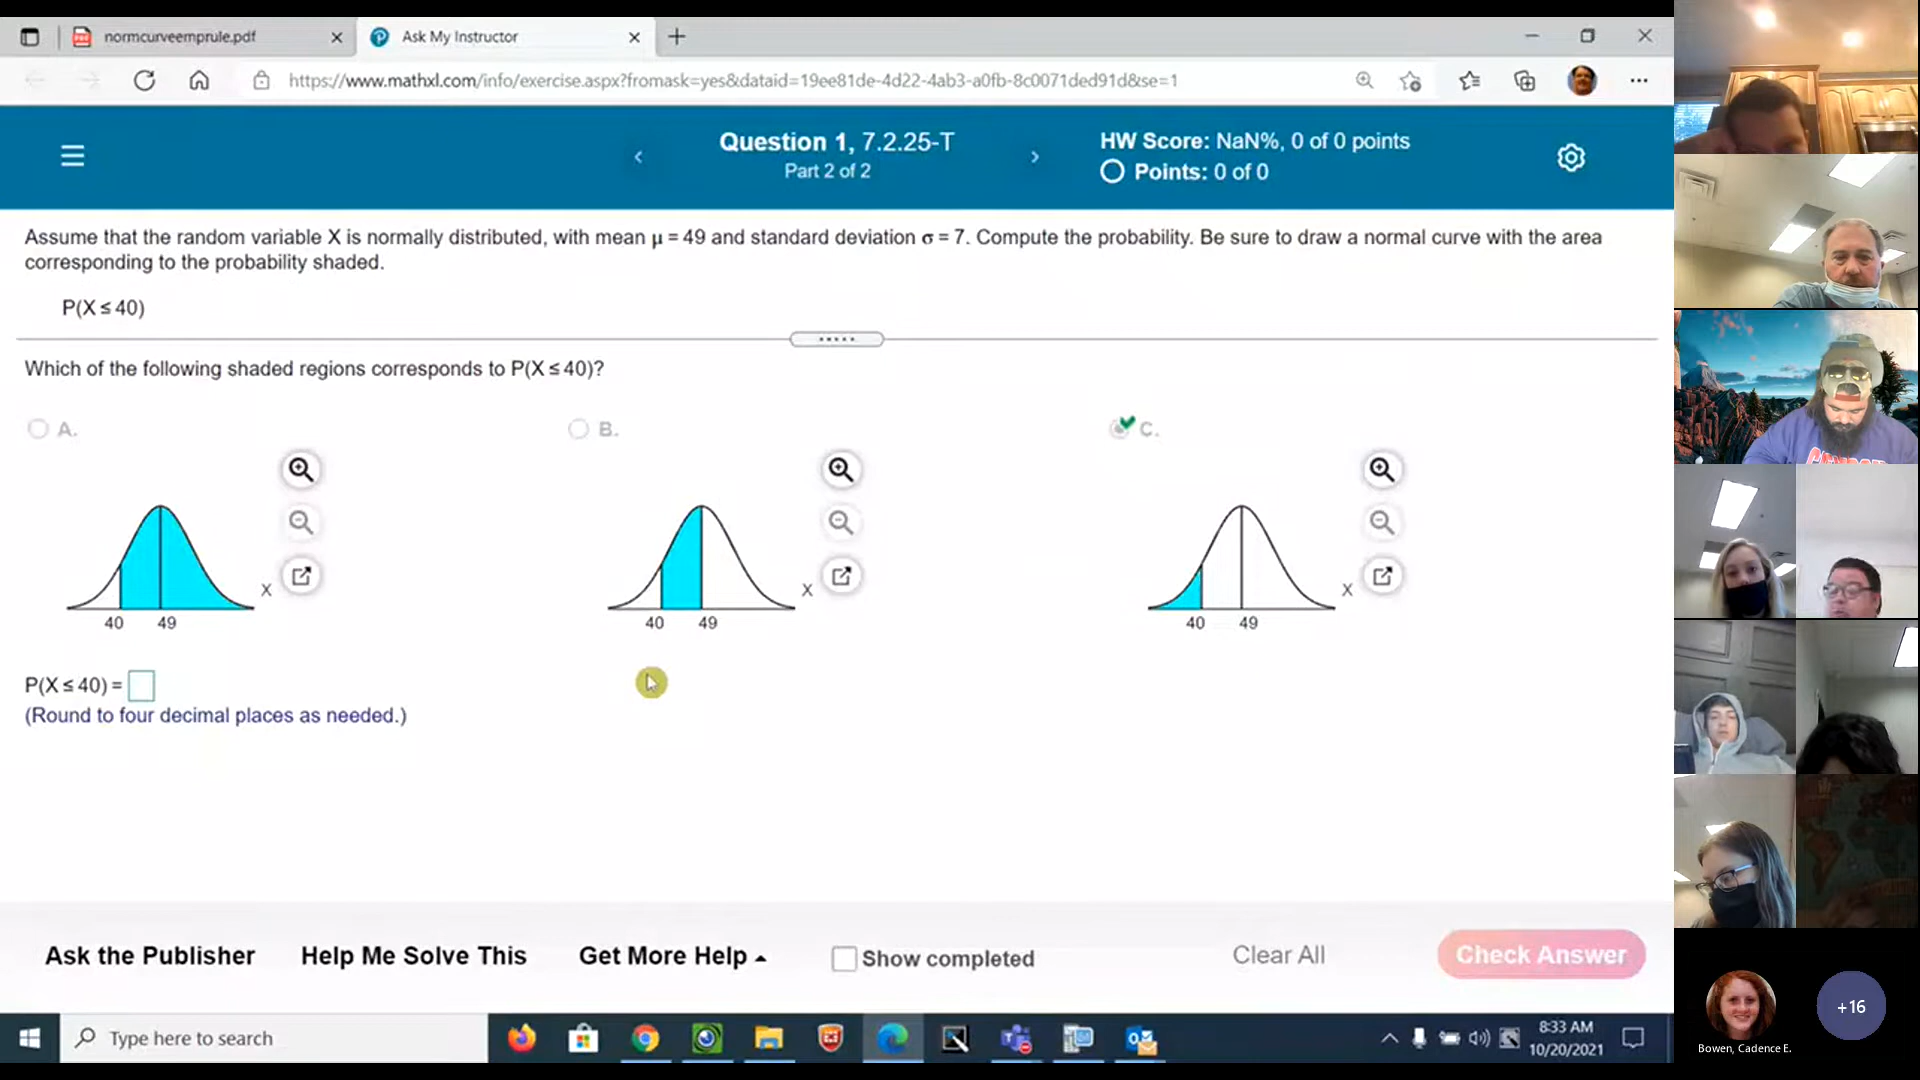 normcurveemprule.pdf
Ask My Instructor
https://www.mathxl.com/info/exercise.aspx?fromask=yes&dataid=19ee81de-4d22-4ab3-a0fb-8c0071ded91d&se=1
Question 1, 7.2.25-T
Part 2 of 2
HW Score: NaN%, 0 of 0 points
Points: 0 of 0
Assume that the random variable X is normally distributed, with mean μ = 49 and standard deviation σ = 7. Compute the probability. Be sure to draw a normal curve with the area
corresponding to the probability shaded.
P(X ≤ 40)
Which of the following shaded regions corresponds to P(X ≤ 40)?
A.
B.
C.
X
X
X
40 49
40 49
40 49
P(X ≤ 40) =
(Round to four decimal places as needed.)
Ask the Publisher
Help Me Solve This
Get More Help
Show completed
Clear All
Check Answer
Type here to search
8:33 AM
10/20/2021
+16
Bowen, Cadence E.